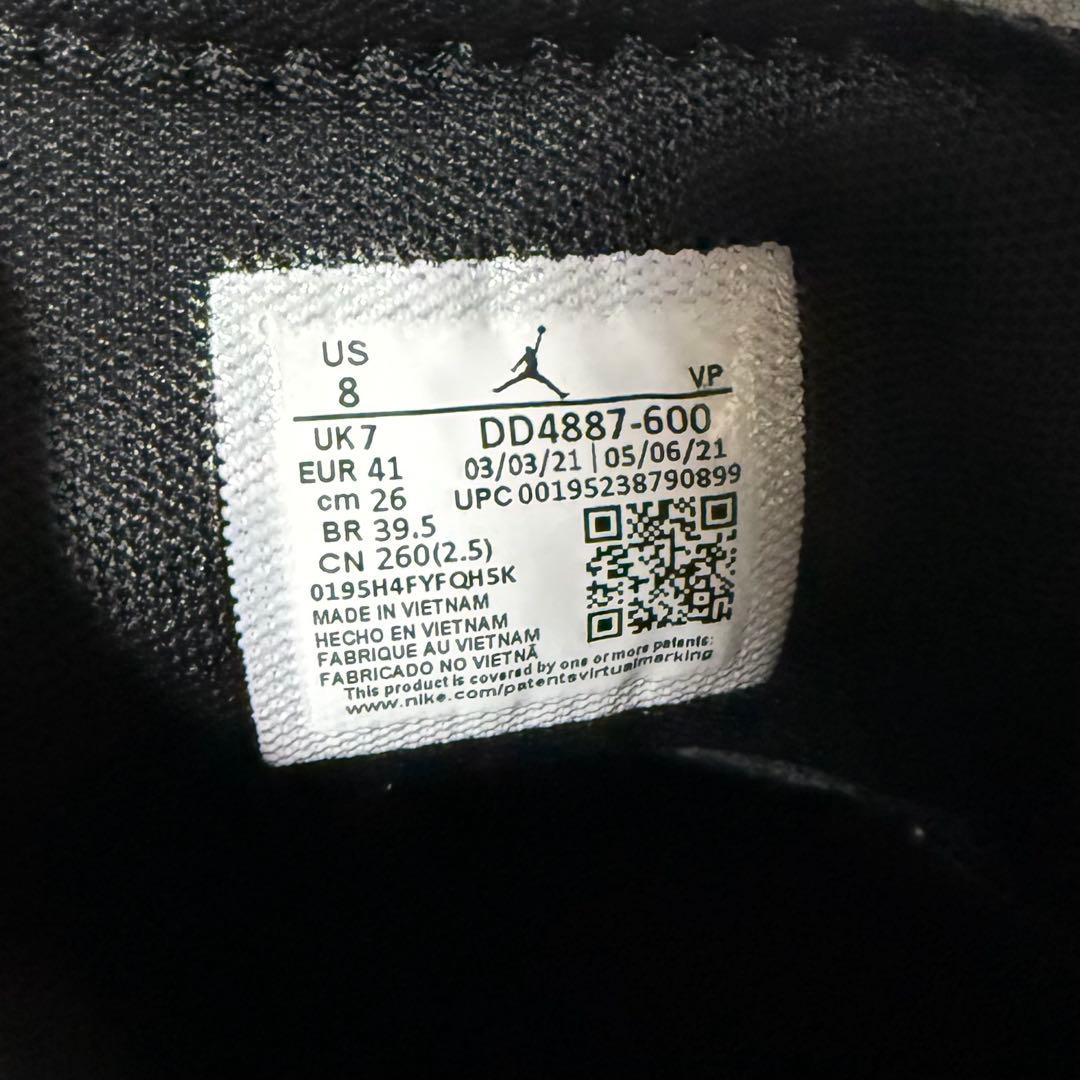 US
8
VP
UK 7
DD4887-600
EUR 41
03/03/21 | 05/06/21
cm 26
UPC 00195238790899
BR 39.5
CN 260(2.5)
0195H4FYFQH5K
MADE IN VIETNAM
HECHO EN VIETNAM
FABRIQUE AU VIETNAM
FABRICADO NO VIETNÃ
This product is covered by one or more patents:
www.nike.com/patentsvirtualmarking